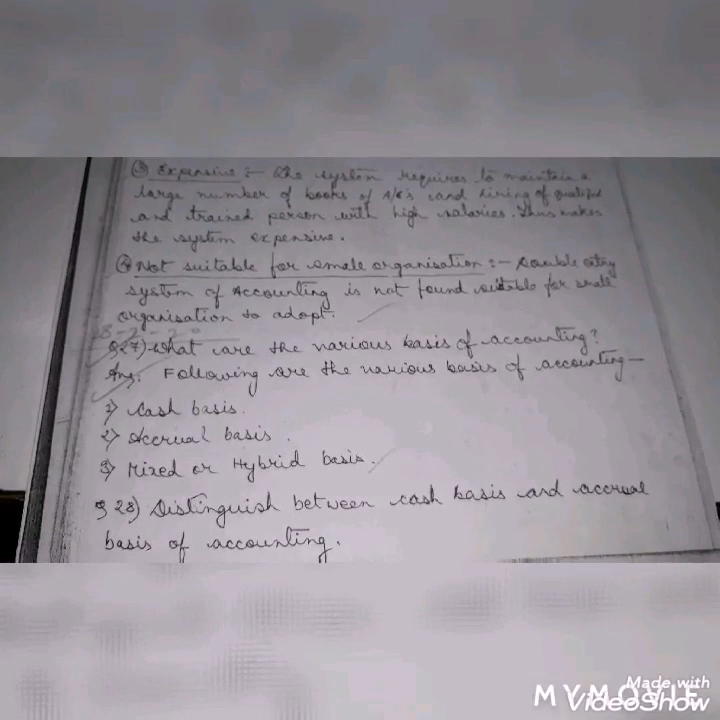 ③ Expensive :- The system requires to maintain a
large number of books of A/c's and hiring of qualified
and trained person with high salaries. Thus makes
the system expensive.
④ Not suitable for small organisation :- Double entry
system of Accounting is not found suitable for small
organisation to adopt.
Q27) What are the various basis of accounting?
Ans: Following are the various basis of accounting —
1) Cash basis.
2) Accrual basis.
3) Mixed or Hybrid basis.
Q 28) Distinguish between cash basis and accrual
basis of accounting.
Made with
MY MOVIE
VideoShow